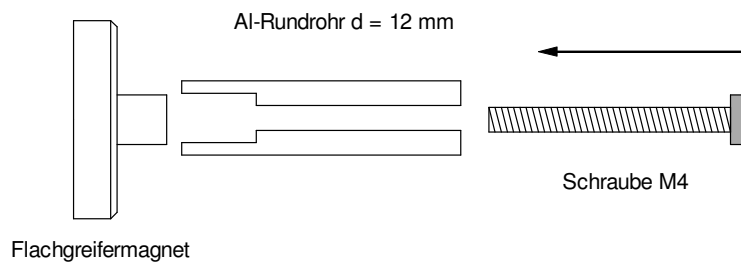 Al-Rundrohr d = 12 mm
Schraube M4
Flachgreifermagnet